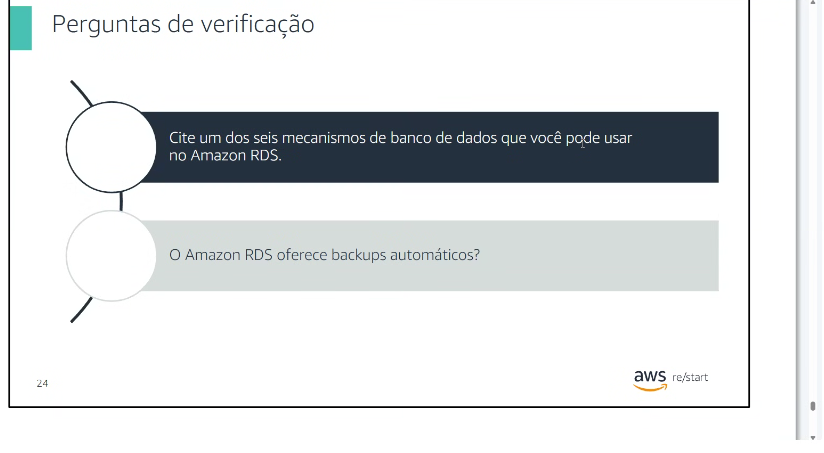 Perguntas de verificação
Cite um dos seis mecanismos de banco de dados que você pode usar
no Amazon RDS.
O Amazon RDS oferece backups automáticos?
24
aws re/start